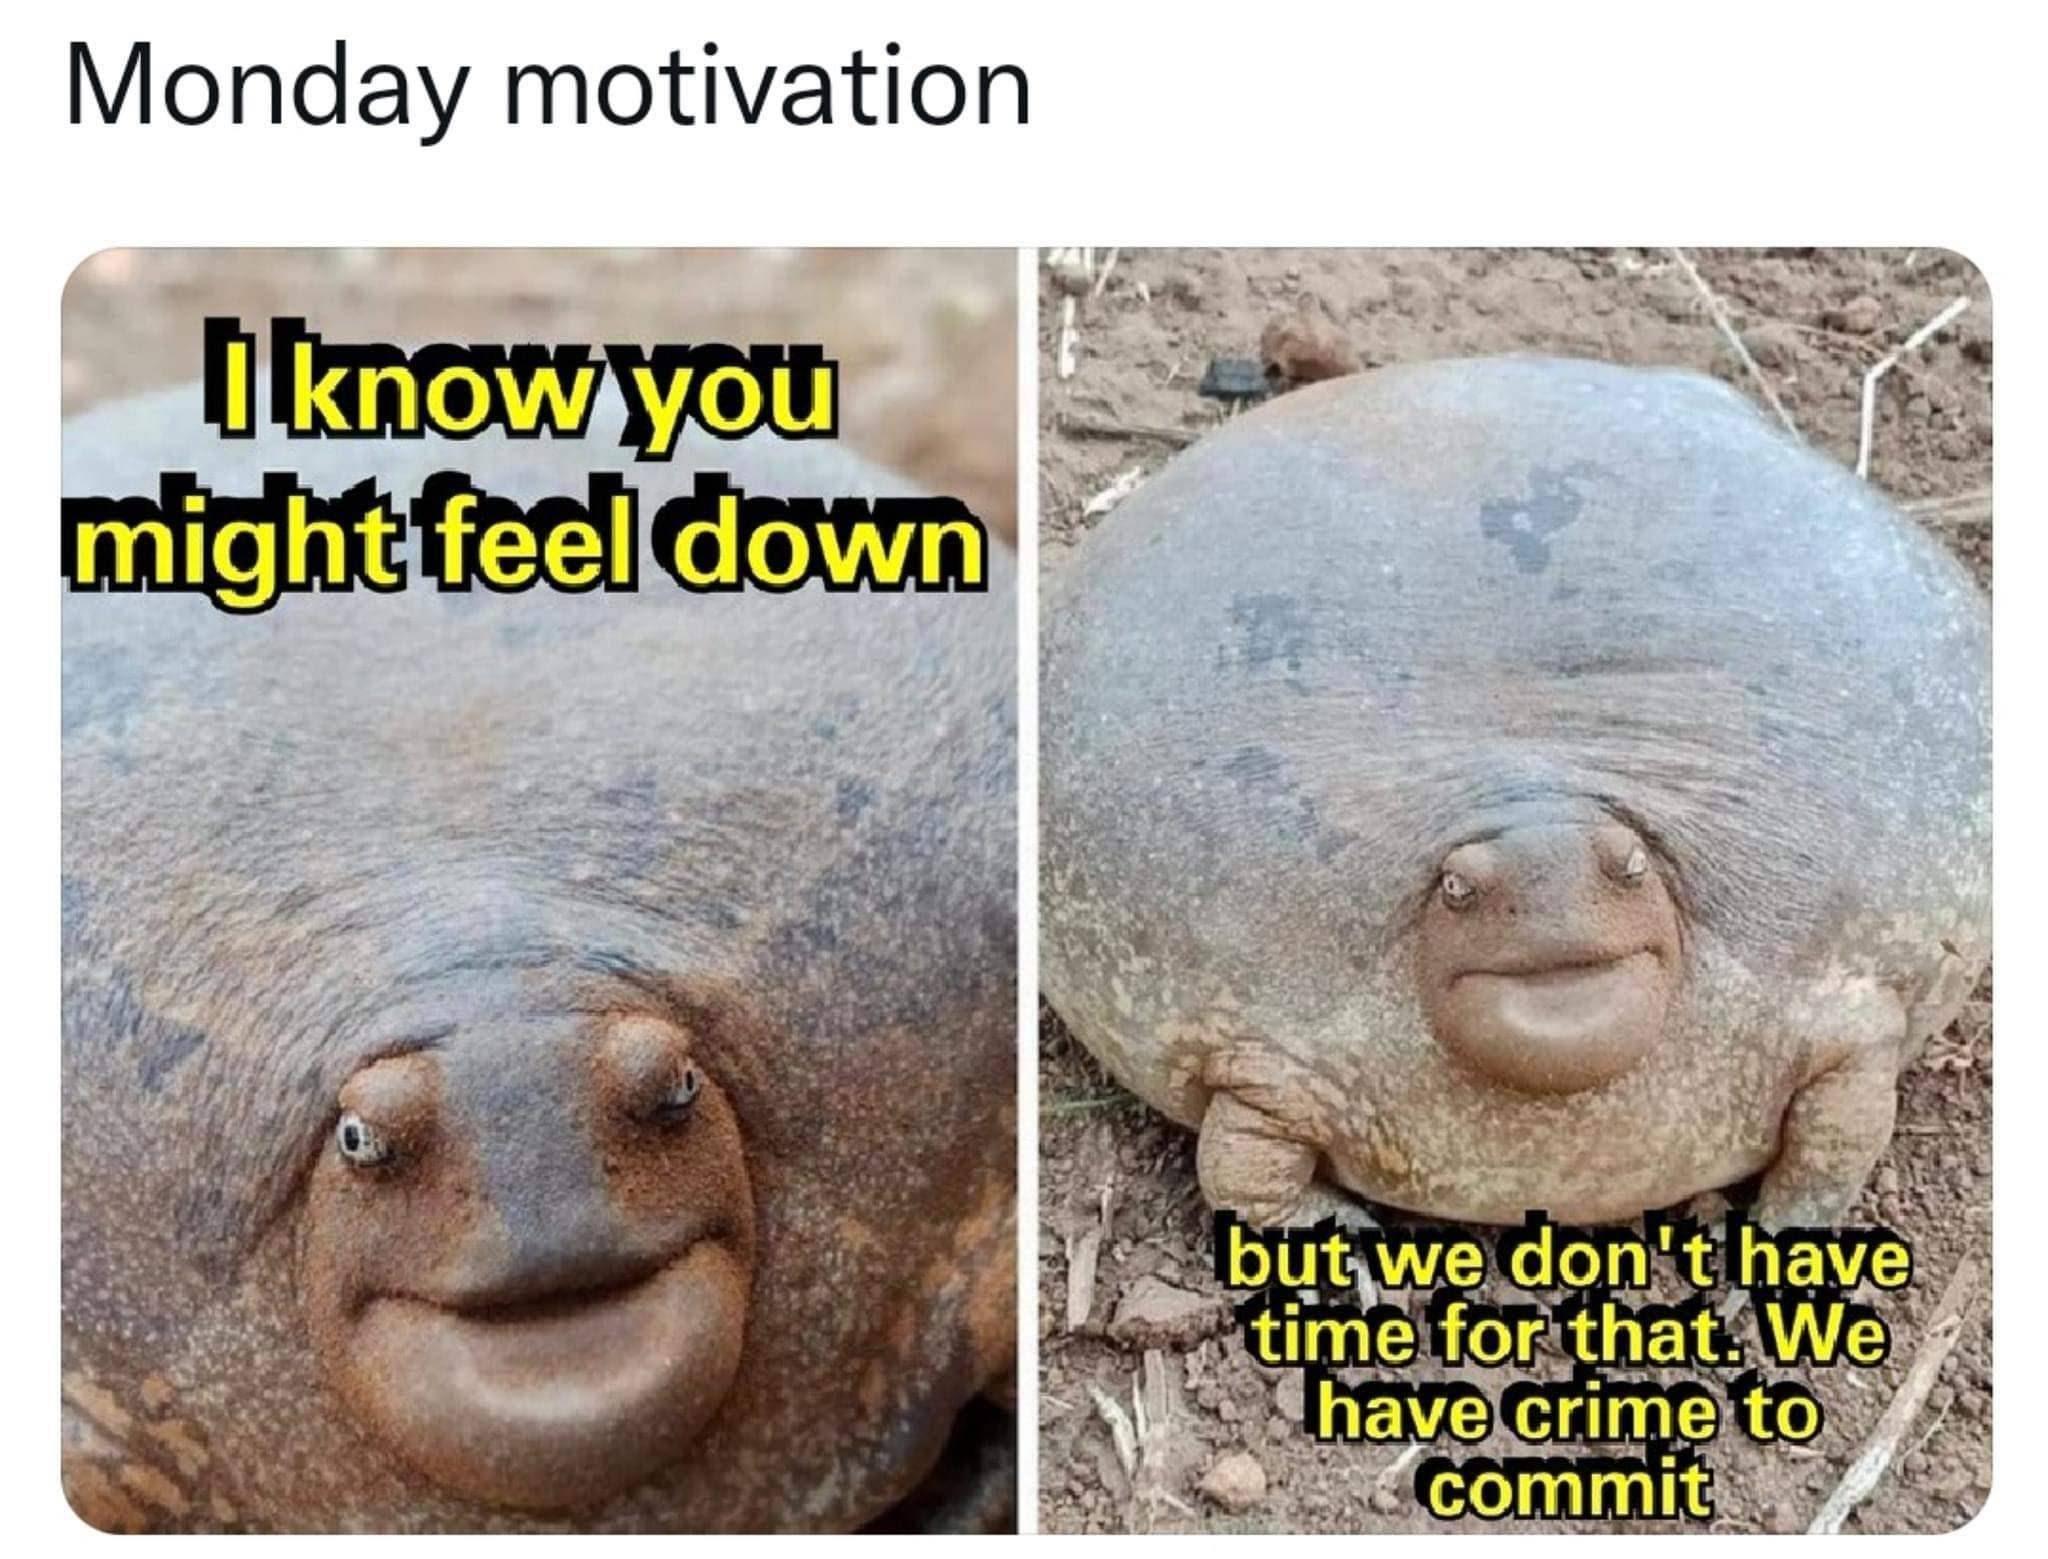 Monday motivation
I know you
might feel down
but we don't have
time for that. We
have crime to
commit